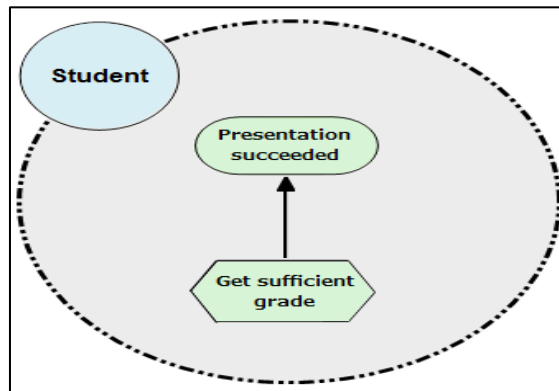 Student
Presentation
succeeded
Get sufficient
grade